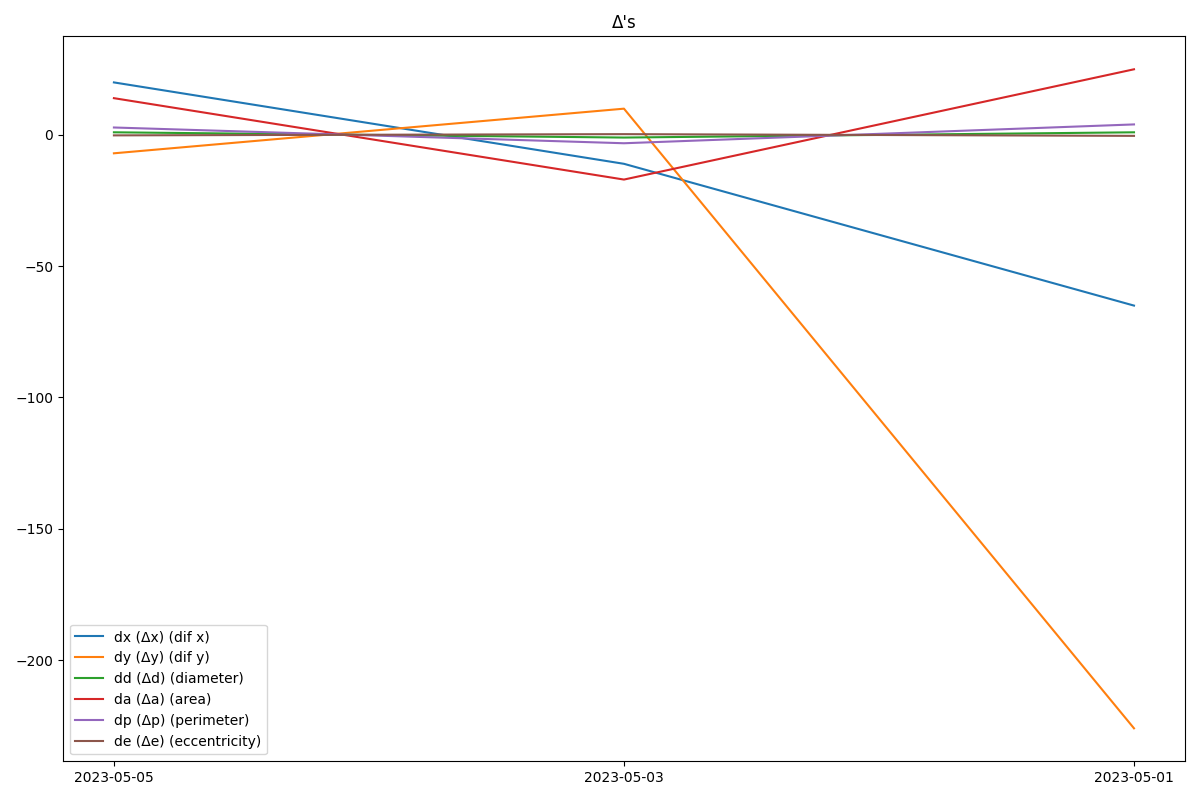 Δ's
0
−50
−100
−150
−200
dx (Δx) (dif x)
dy (Δy) (dif y)
dd (Δd) (diameter)
da (Δa) (area)
dp (Δp) (perimeter)
de (Δe) (eccentricity)
2023-05-05
2023-05-03
2023-05-01